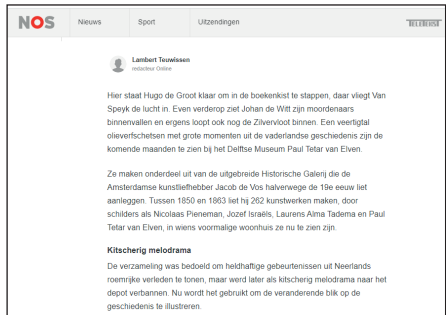 NOS Nieuws Sport Uitzendingen TELETEKST
Lambert Teuwissen
redacteur Online
Hier staat Hugo de Groot klaar om in de boekenkist te stappen, daar vliegt Van
Speyk de lucht in. Even verderop ziet Johan de Witt zijn moordenaars
binnenvallen en ergens loopt ook nog de Zilvervloot binnen. Een veertigtal
olieverfschetsen met grote momenten uit de vaderlandse geschiedenis zijn de
komende maanden te zien bij het Delftse Museum Paul Tetar van Elven.
Ze maken onderdeel uit van de uitgebreide Historische Galerij die de
Amsterdamse kunstliefhebber Jacob de Vos halverwege de 19e eeuw liet
aanleggen. Tussen 1850 en 1863 liet hij 262 kunstwerken maken, door
schilders als Nicolaas Pieneman, Jozef Israëls, Laurens Alma Tadema en Paul
Tetar van Elven, in wiens voormalige woonhuis ze nu te zien zijn.
Kitscherig melodrama
De verzameling was bedoeld om heldhaftige gebeurtenissen uit Neerlands
roemrijke verleden te tonen, maar werd later als kitscherig melodrama naar het
depot verbannen. Nu wordt het gebruikt om de veranderende blik op de
geschiedenis te illustreren.